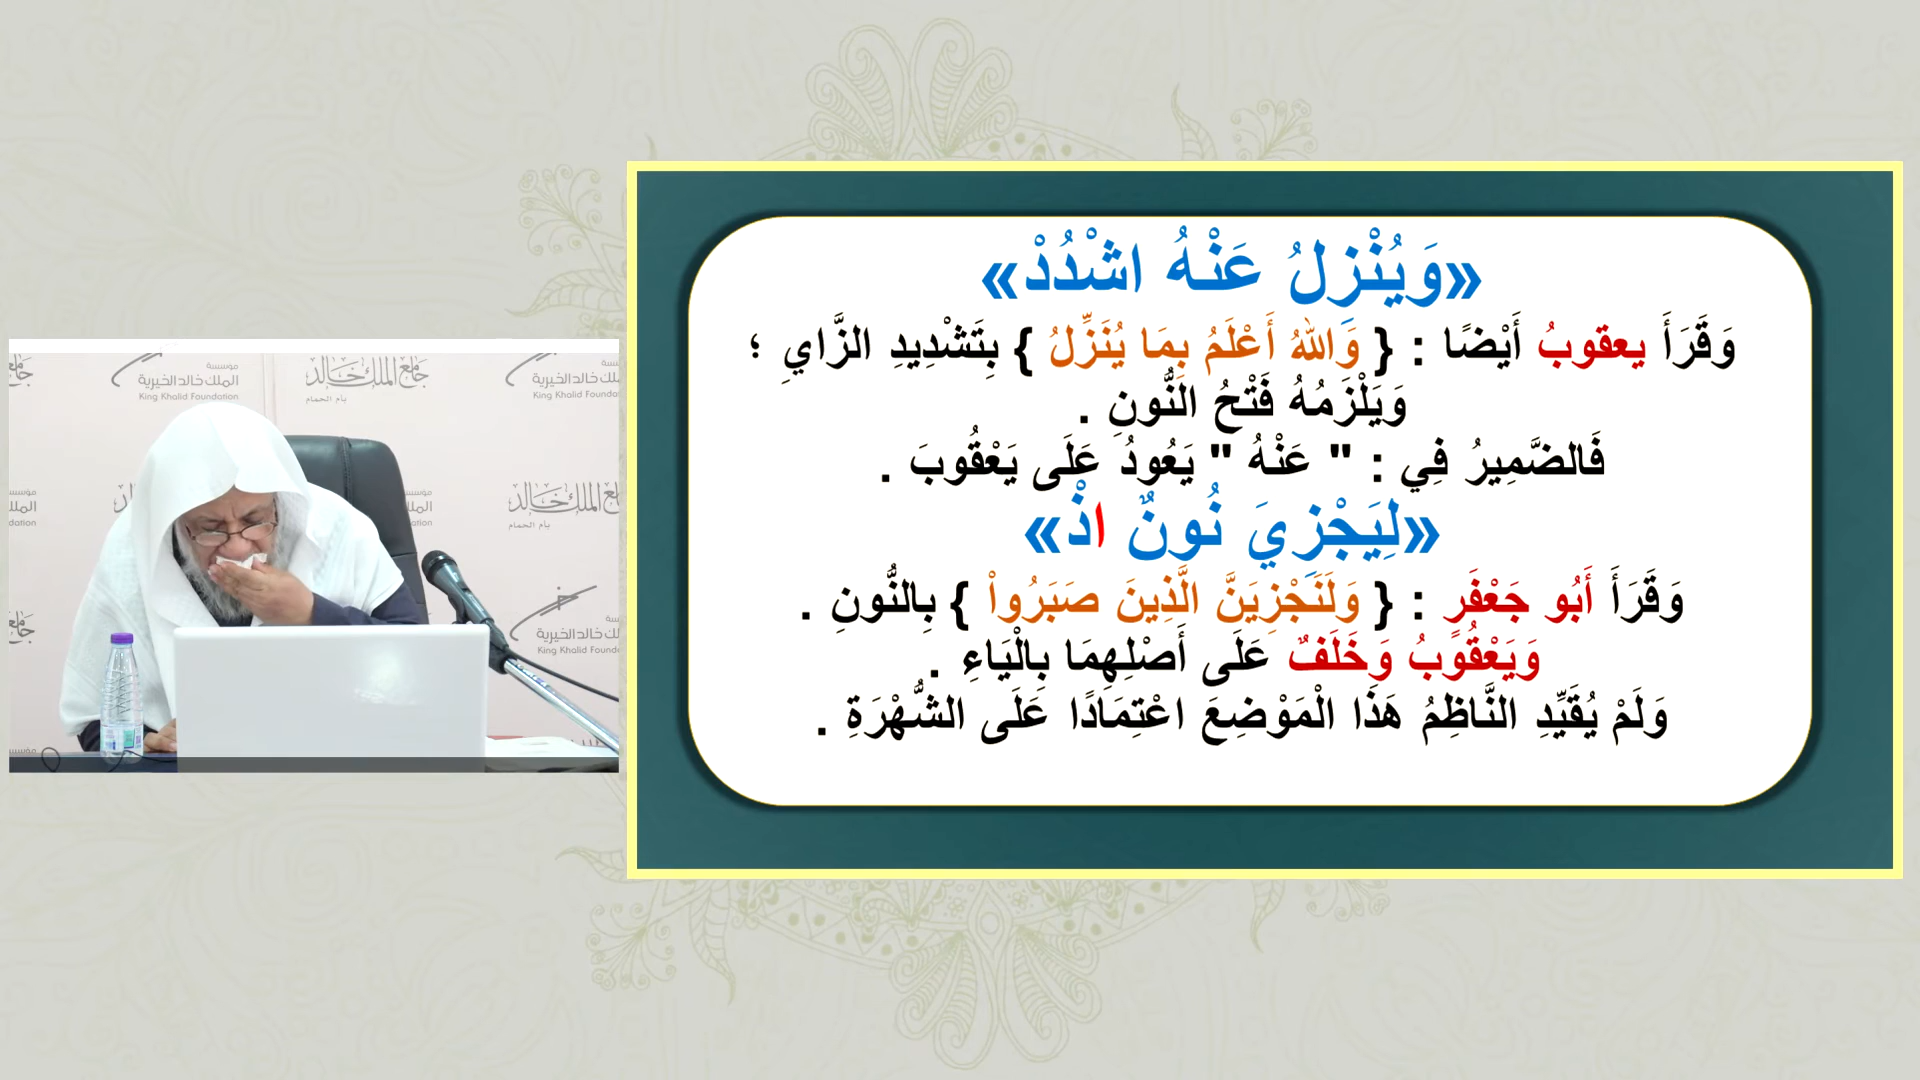 «وَيُنْزِلُ عَنْهُ اشْدُدْ»
وَقَرَأَ يعقوبُ أَيْضًا : { وَاللهُ أَعْلَمُ بِمَا يُنَزِّلُ } بِتَشْدِيدِ الزَّايِ ؛
وَيَلْزَمُهُ فَتْحُ النُّونِ .
فَالضَّمِيرُ فِي : " عَنْهُ " يَعُودُ عَلَى يَعْقُوبَ .
«لِيَجْزِيَ نُونٌ اذْ»
وَقَرَأَ أَبُو جَعْفَرٍ : { وَلَنَجْزِيَنَّ الَّذِينَ صَبَرُواْ } بِالنُّونِ .
وَيَعْقُوبُ وَخَلَفٌ عَلَى أَصْلِهِمَا بِالْيَاءِ .
وَلَمْ يُقَيِّدِ النَّاظِمُ هَذَا الْمَوْضِعَ اعْتِمَادًا عَلَى الشُّهْرَةِ .
مؤسسة
الملك خالد الخيرية
King Khalid Foundation
جامع الملك خالد
بأم الحمام